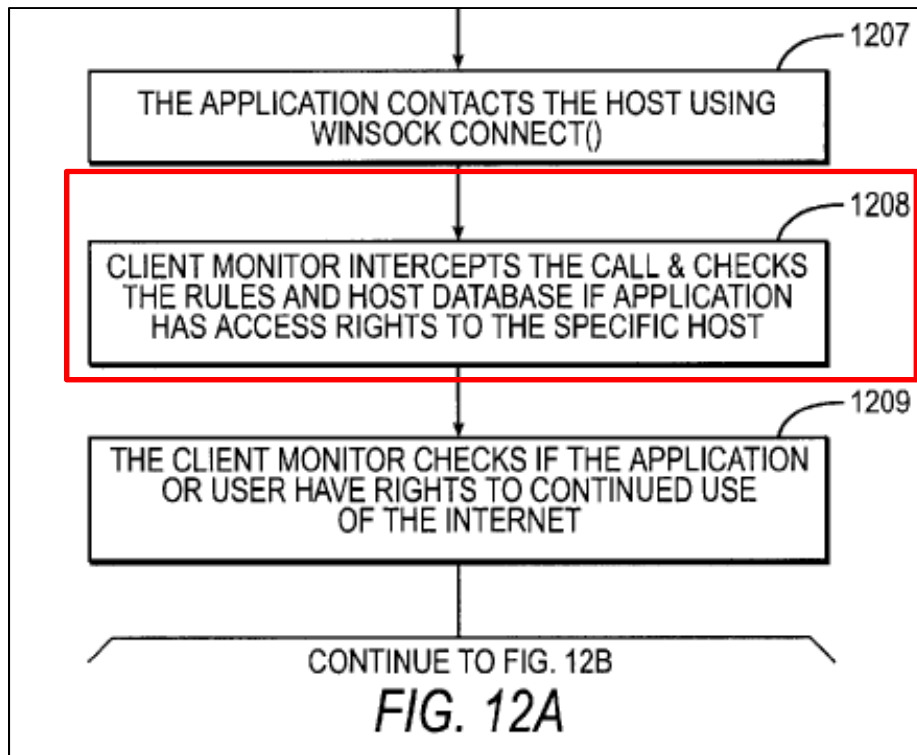 1207
THE APPLICATION CONTACTS THE HOST USING
WINSOCK CONNECT()
1208
CLIENT MONITOR INTERCEPTS THE CALL & CHECKS
THE RULES AND HOST DATABASE IF APPLICATION
HAS ACCESS RIGHTS TO THE SPECIFIC HOST
1209
THE CLIENT MONITOR CHECKS IF THE APPLICATION
OR USER HAVE RIGHTS TO CONTINUED USE
OF THE INTERNET
CONTINUE TO FIG. 12B
FIG. 12A